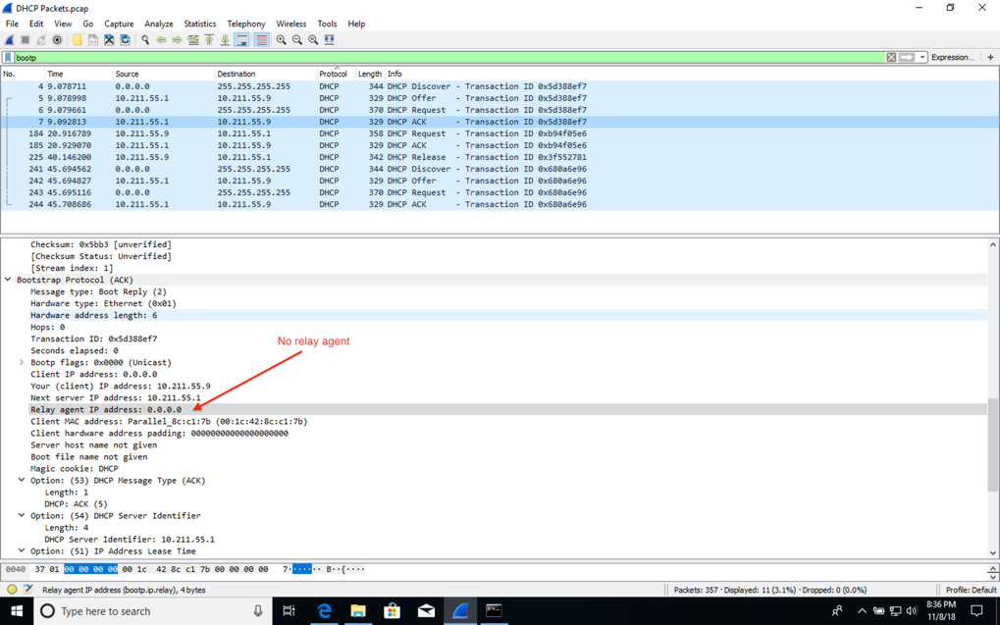 DHCP Packets.pcap
File Edit View Go Capture Analyze Statistics Telephony Wireless Tools Help
bootp
Expression... +
No. Time Source Destination Protocol Length Info
4 9.078711 0.0.0.0 255.255.255.255 DHCP 344 DHCP Discover - Transaction ID 0x5d388ef7
5 9.078998 10.211.55.1 10.211.55.9 DHCP 329 DHCP Offer - Transaction ID 0x5d388ef7
6 9.079661 0.0.0.0 255.255.255.255 DHCP 370 DHCP Request - Transaction ID 0x5d388ef7
7 9.092813 10.211.55.1 10.211.55.9 DHCP 329 DHCP ACK - Transaction ID 0x5d388ef7
184 20.916789 10.211.55.9 10.211.55.1 DHCP 358 DHCP Request - Transaction ID 0xb94f05e6
185 20.929070 10.211.55.1 10.211.55.9 DHCP 329 DHCP ACK - Transaction ID 0xb94f05e6
225 40.146200 10.211.55.9 10.211.55.1 DHCP 342 DHCP Release - Transaction ID 0x3f552781
241 45.694562 0.0.0.0 255.255.255.255 DHCP 344 DHCP Discover - Transaction ID 0x680a6e96
242 45.694827 10.211.55.1 10.211.55.9 DHCP 329 DHCP Offer - Transaction ID 0x680a6e96
243 45.695116 0.0.0.0 255.255.255.255 DHCP 370 DHCP Request - Transaction ID 0x680a6e96
244 45.708686 10.211.55.1 10.211.55.9 DHCP 329 DHCP ACK - Transaction ID 0x680a6e96
Checksum: 0x5bb3 [unverified]
[Checksum Status: Unverified]
[Stream index: 1]
Bootstrap Protocol (ACK)
Message type: Boot Reply (2)
Hardware type: Ethernet (0x01)
Hardware address length: 6
Hops: 0
Transaction ID: 0x5d388ef7
No relay agent
Seconds elapsed: 0
Bootp flags: 0x0000 (Unicast)
Client IP address: 0.0.0.0
Your (client) IP address: 10.211.55.9
Next server IP address: 10.211.55.1
Relay agent IP address: 0.0.0.0
Client MAC address: Parallel_8c:c1:7b (00:1c:42:8c:c1:7b)
Client hardware address padding: 00000000000000000000
Server host name not given
Boot file name not given
Magic cookie: DHCP
Option: (53) DHCP Message Type (ACK)
Length: 1
DHCP: ACK (5)
Option: (54) DHCP Server Identifier
Length: 4
DHCP Server Identifier: 10.211.55.1
Option: (51) IP Address Lease Time
0040 37 01 00 00 00 00 00 1c 42 8c c1 7b 00 00 00 00 7······· B··{····
Relay agent IP address (bootp.ip.relay), 4 bytes
Packets: 357 · Displayed: 11 (3.1%) · Dropped: 0 (0.0%)
Profile: Default
Type here to search
8:36 PM
11/8/18